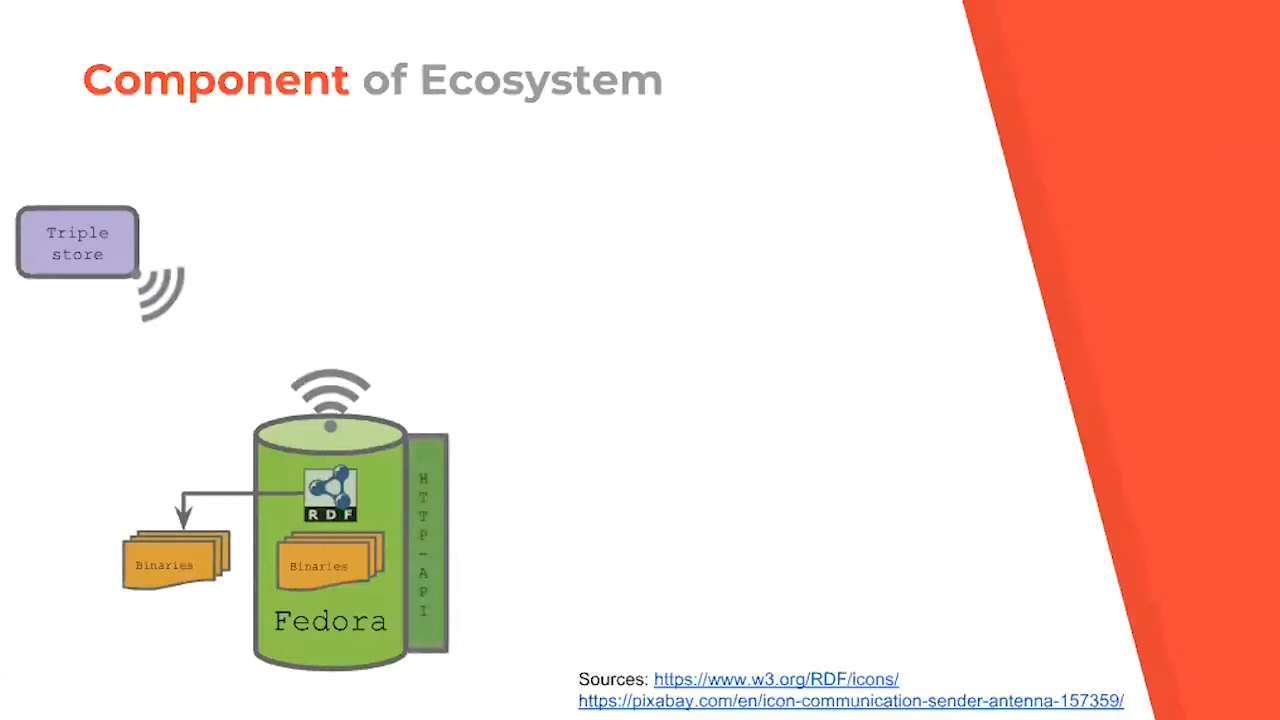 Component of Ecosystem
Triple
store
RDF
HTTP-API
Binaries
Binaries
Fedora
Sources: https://www.w3.org/RDF/icons/
https://pixabay.com/en/icon-communication-sender-antenna-157359/